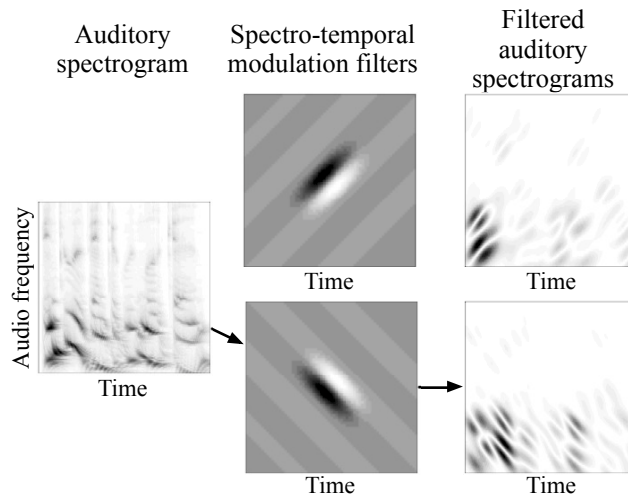 Auditory
spectrogram
Spectro-temporal
modulation filters
Filtered
auditory
spectrograms
Time
Time
Audio frequency
Time
Time
Time